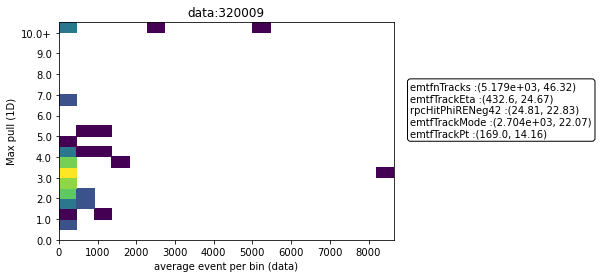 data:320009
10.0+
9.0
8.0
7.0
6.0
5.0
4.0
3.0
2.0
1.0
0.0
Max pull (1D)
0 1000 2000 3000 4000 5000 6000 7000 8000
average event per bin (data)
emtfnTracks :(5.179e+03, 46.32)
emtfTrackEta :(432.6, 24.67)
rpcHitPhiRENeg42 :(24.81, 22.83)
emtfTrackMode :(2.704e+03, 22.07)
emtfTrackPt :(169.0, 14.16)